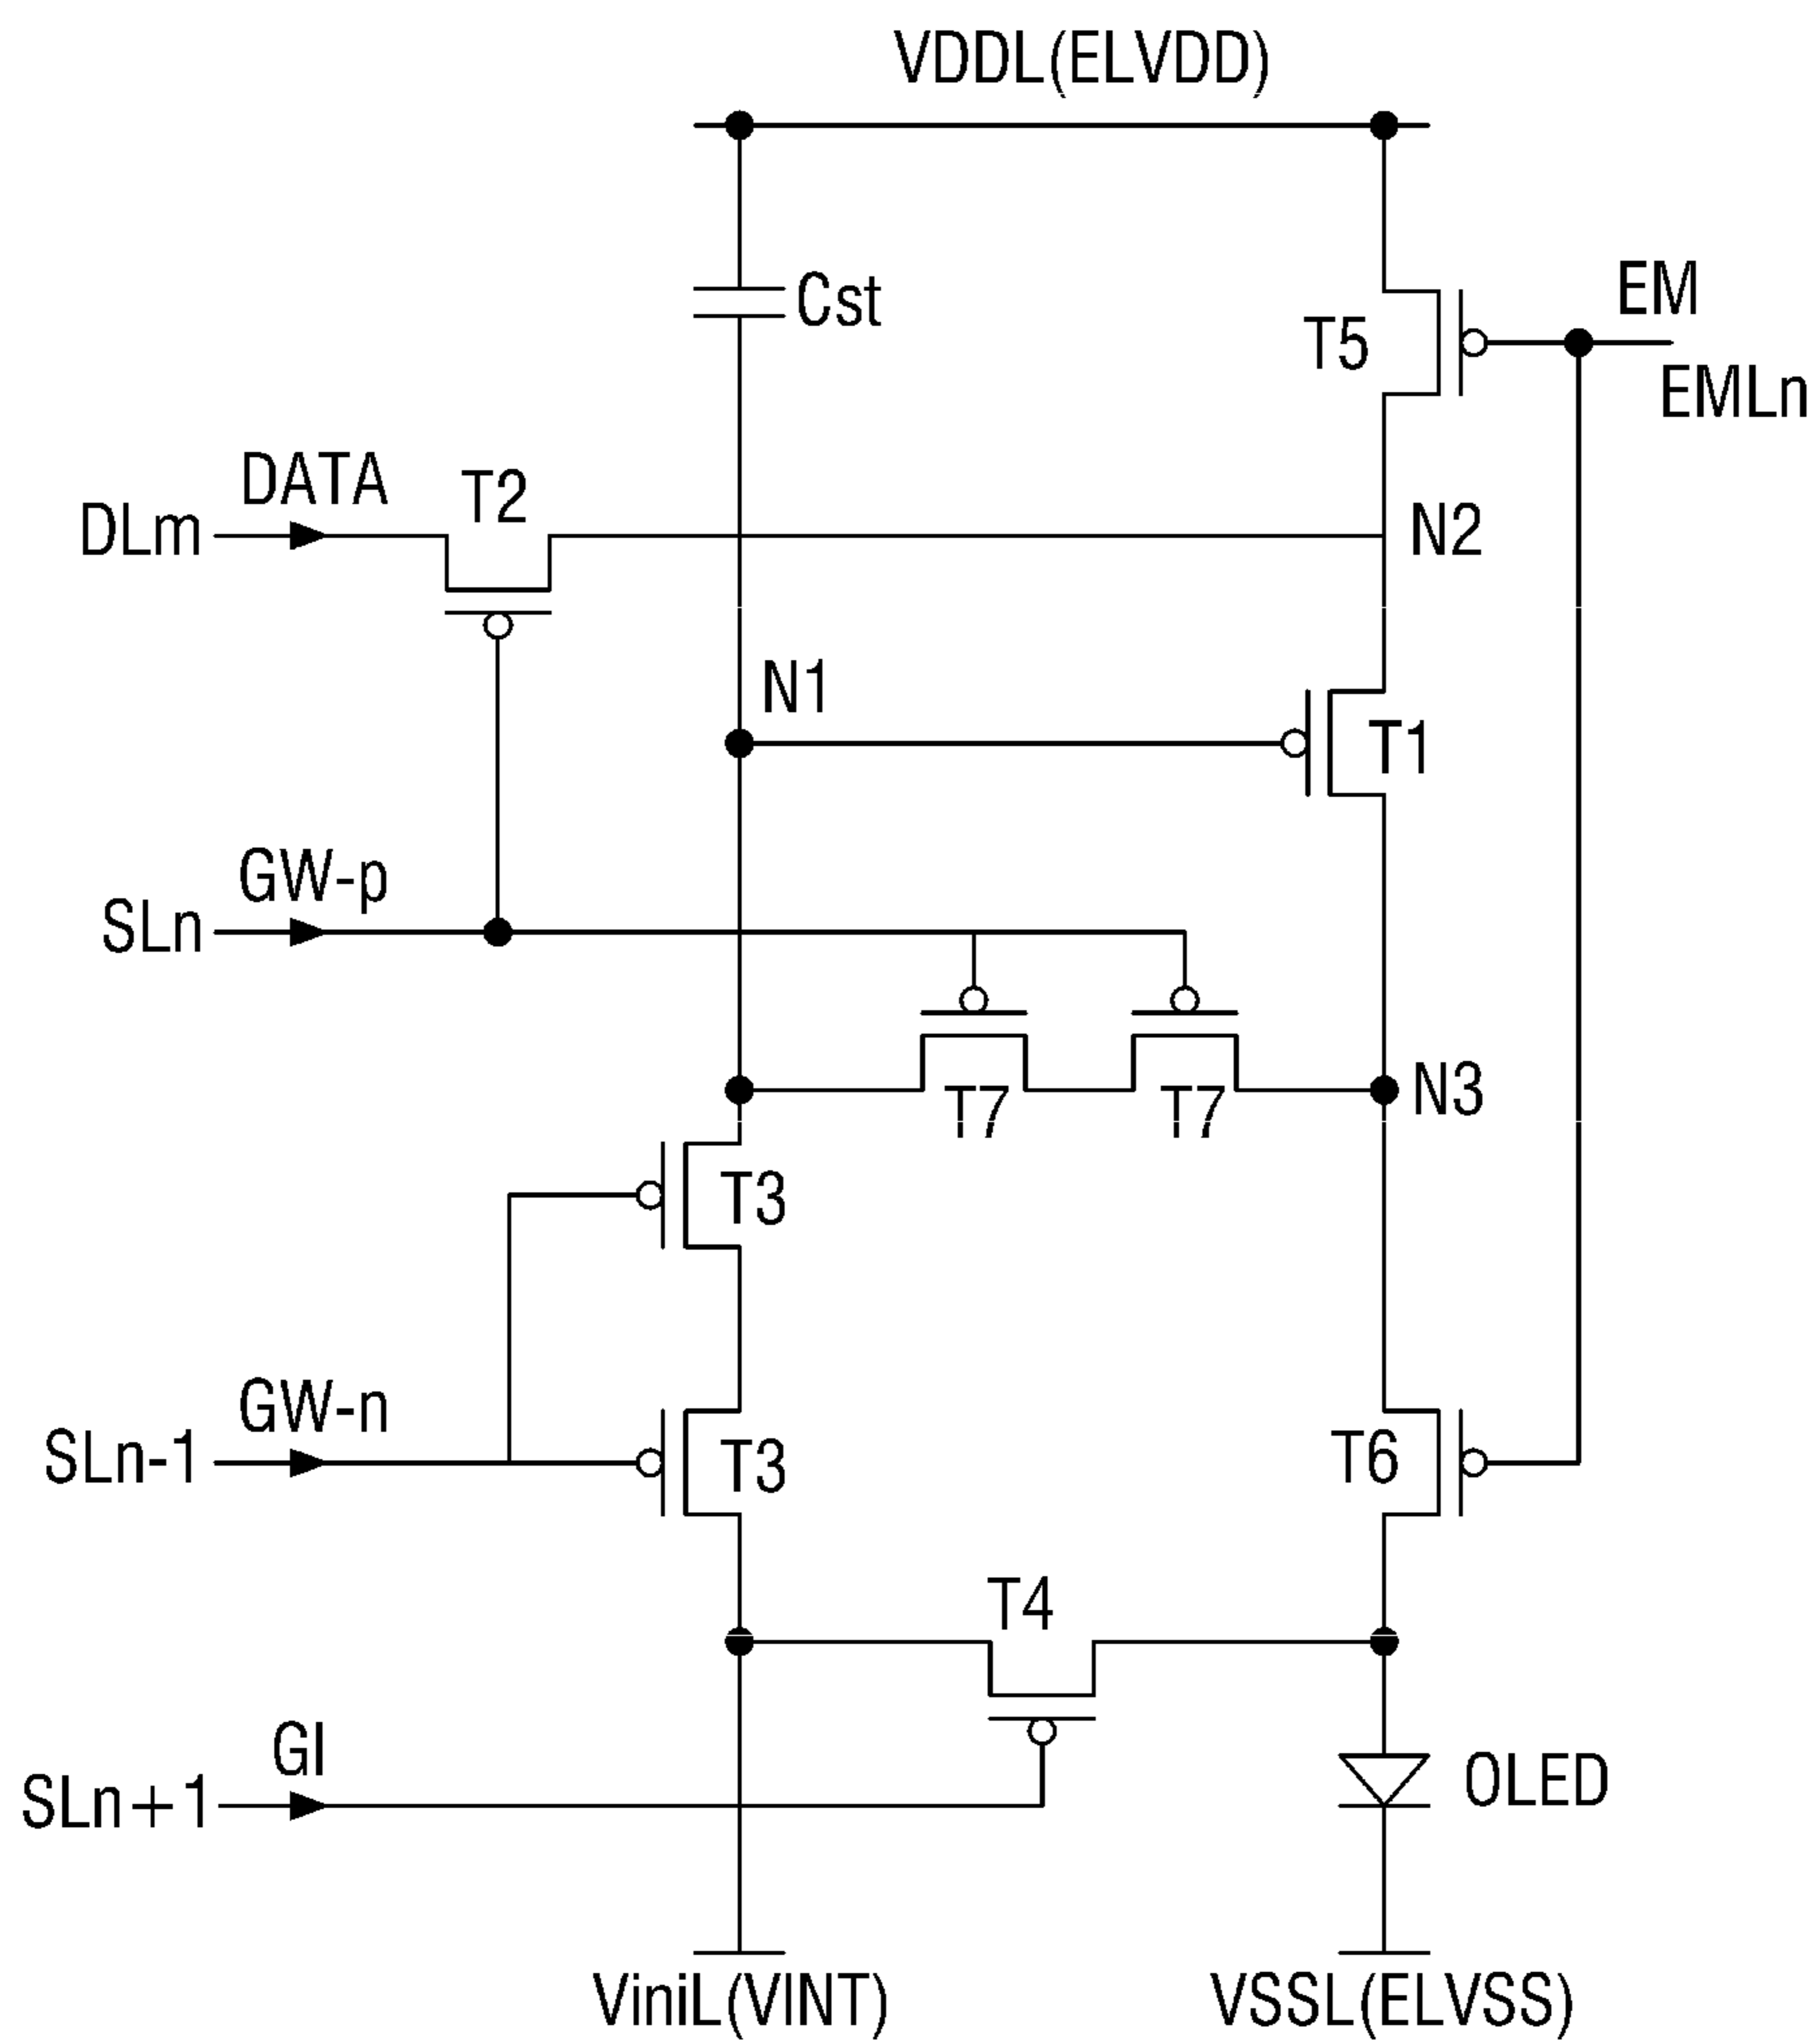 VDDL(ELVDD)
Cst
T5
EM
EMLn
DATA
DLm
T2
N2
N1
T1
GW-p
SLn
T7
T7
N3
T3
GW-n
SLn-1
T3
T6
T4
GI
SLn+1
OLED
ViniL(VINT)
VSSL(ELVSS)